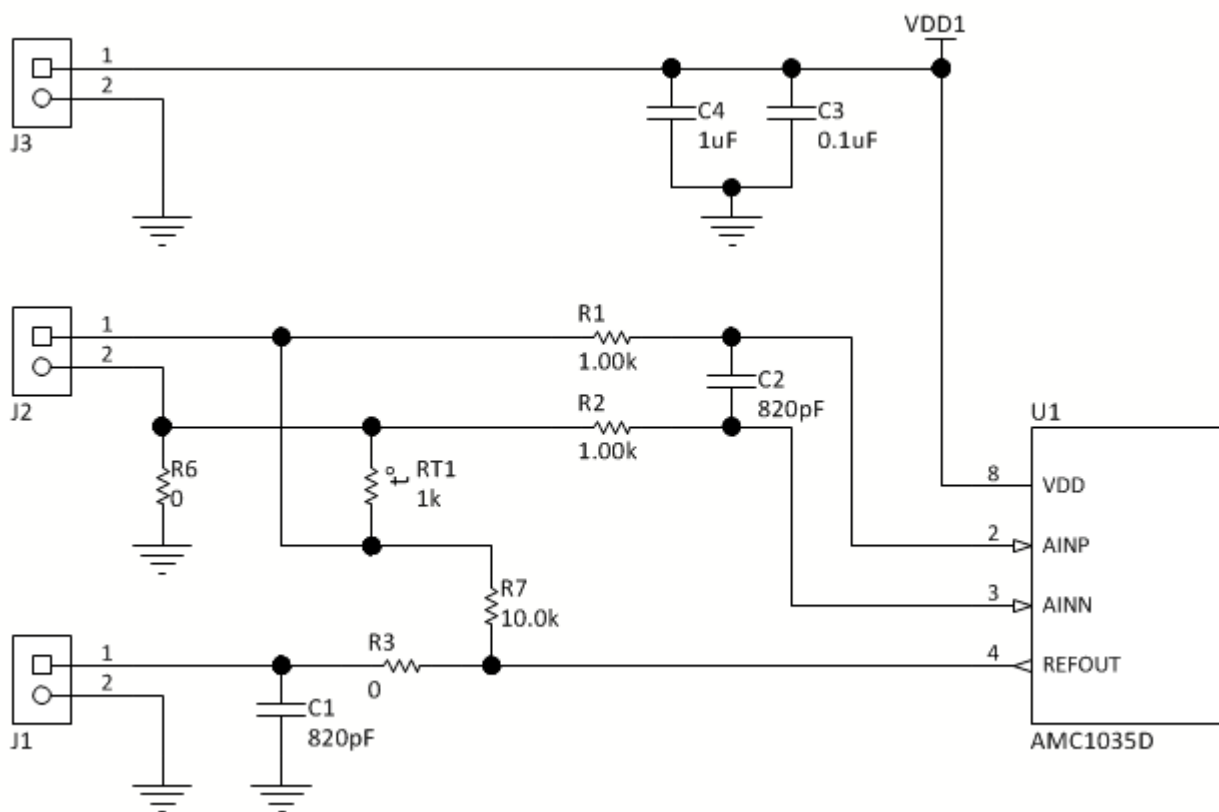 VDD1
1
2
J3
C4
1uF
C3
0.1uF
1
2
J2
R1
1.00k
C2
820pF
R2
1.00k
R6
0
t°
RT1
1k
R7
10.0k
U1
8
VDD
2
AINP
3
AINN
4
REFOUT
AMC1035D
1
2
J1
R3
0
C1
820pF